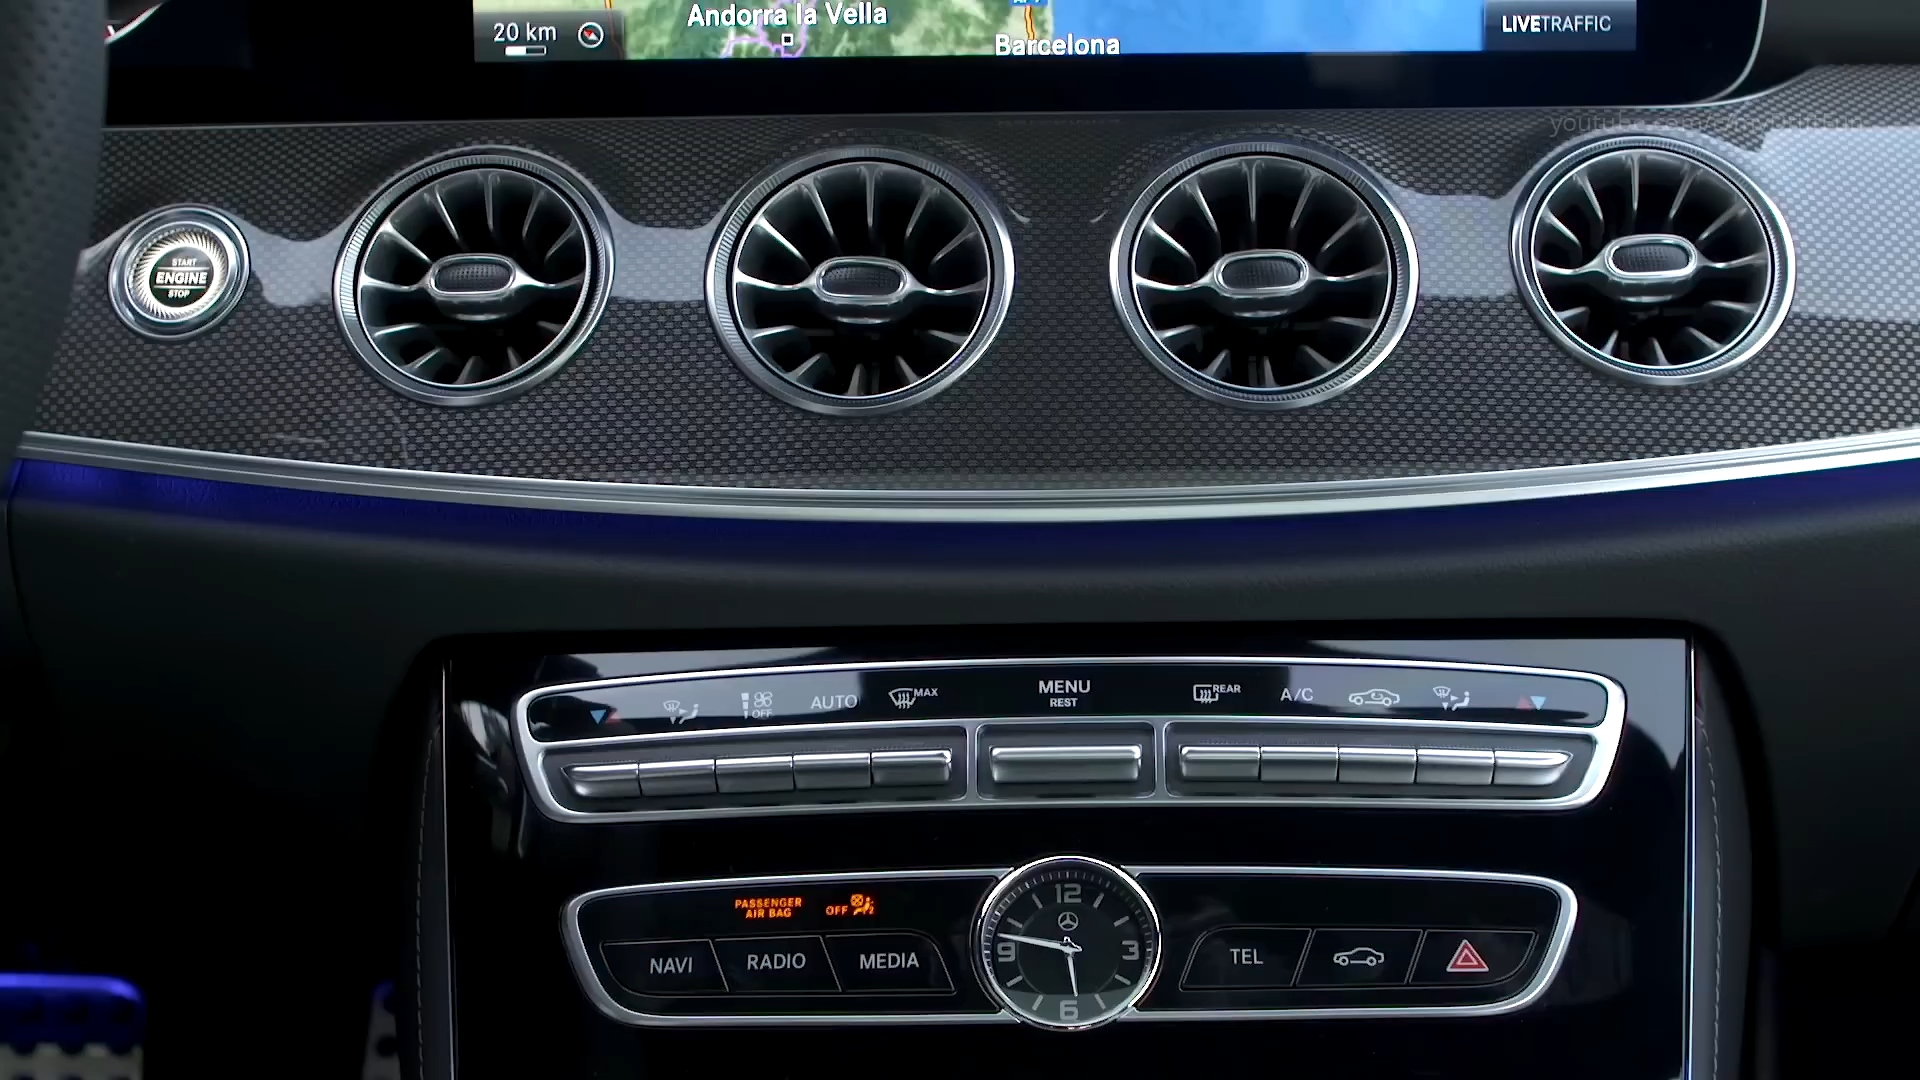 20 km
Andorra la Vella
Barcelona
LIVETRAFFIC
START
ENGINE
STOP
OFF
AUTO
MAX
MENU
REST
REAR
A/C
PASSENGER
AIR BAG
OFF
NAVI
RADIO
MEDIA
12
3
6
9
TEL